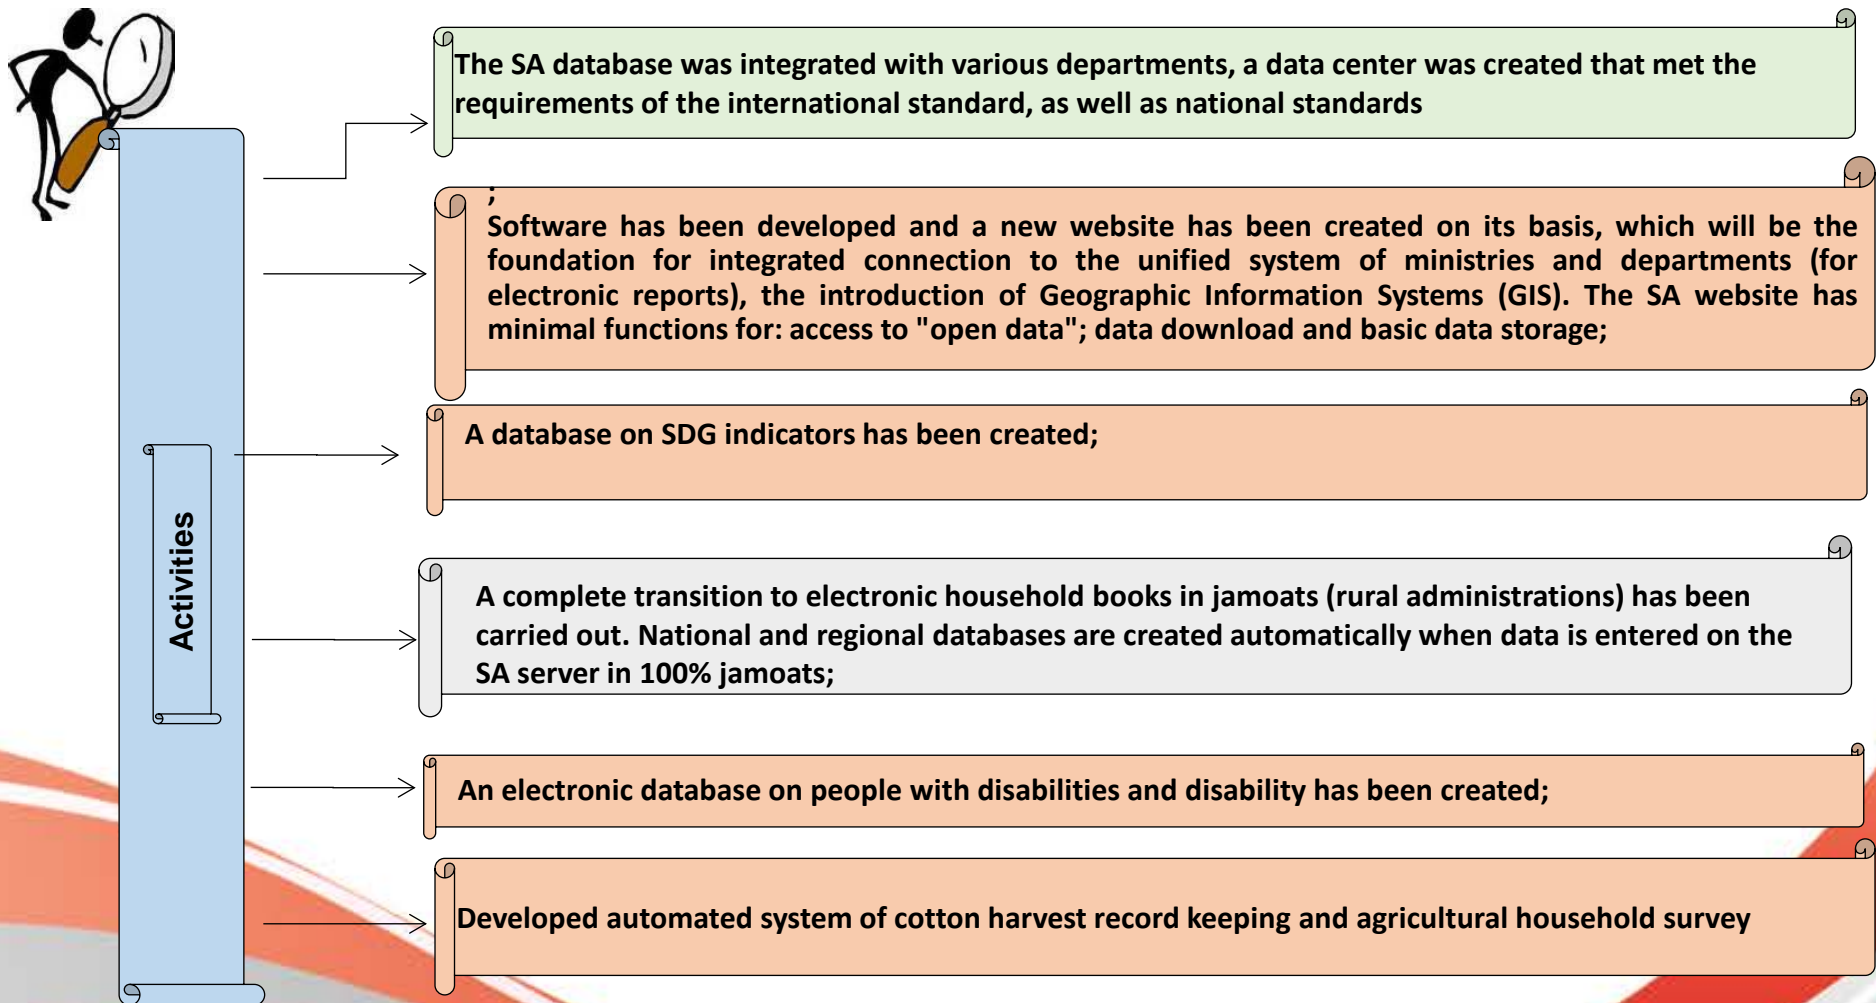 The SA database was integrated with various departments, a data center was created that met the
requirements of the international standard, as well as national standards
;
Software has been developed and a new website has been created on its basis, which will be the
foundation for integrated connection to the unified system of ministries and departments (for
electronic reports), the introduction of Geographic Information Systems (GIS). The SA website has
minimal functions for: access to "open data"; data download and basic data storage;
A database on SDG indicators has been created;
Activities
A complete transition to electronic household books in jamoats (rural administrations) has been
carried out. National and regional databases are created automatically when data is entered on the
SA server in 100% jamoats;
An electronic database on people with disabilities and disability has been created;
Developed automated system of cotton harvest record keeping and agricultural household survey